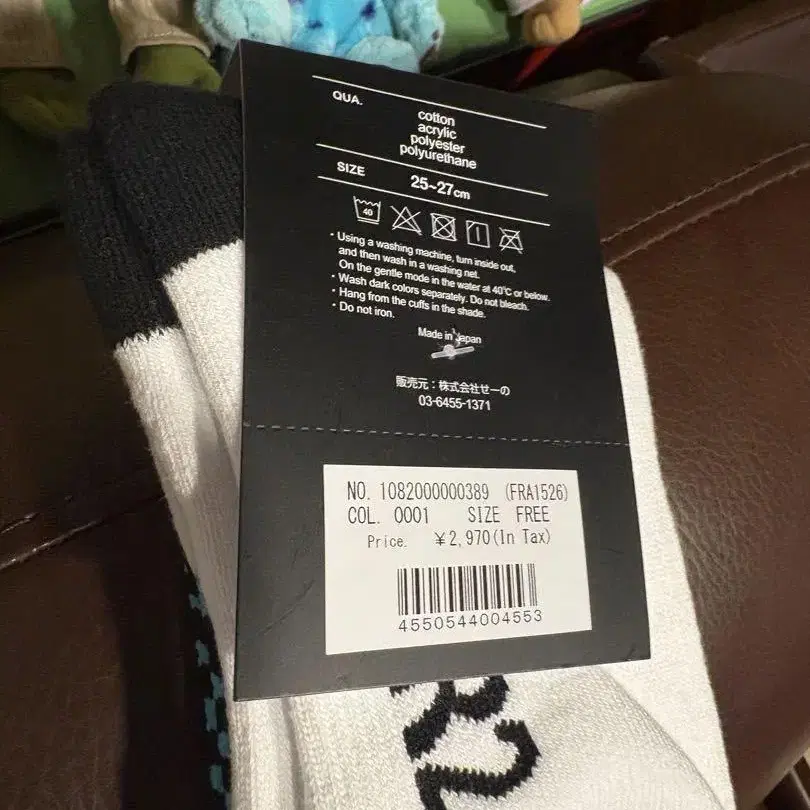 QUA.
cotton
acrylic
polyester
polyurethane
SIZE
25~27cm
40
・Using a washing machine, turn inside out,
and then wash in a washing net.
On the gentle mode in the water at 40℃ or below.
・Wash dark colors separately. Do not bleach.
・Hang from the cuffs in the shade.
・Do not iron.
Made in Japan
販売元：株式会社せーの
03-6455-1371
NO. 1082000000389 (FRA1526)
COL. 0001 SIZE FREE
Price. ¥2,970(In Tax)
4550544004553